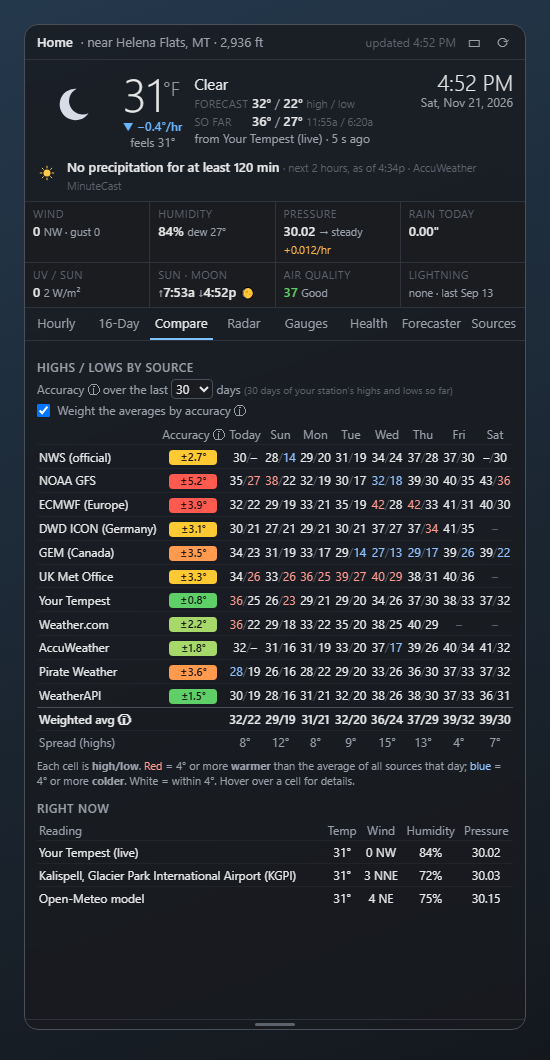 Home · near Helena Flats, MT · 2,936 ft updated 4:52 PM
31°F
▼ −0.4°/hr
feels 31°
Clear
FORECAST 32° / 22° high / low
SO FAR 36° / 27° 11:55a / 6:20a
from Your Tempest (live) · 5 s ago
4:52 PM
Sat, Nov 21, 2026
No precipitation for at least 120 min · next 2 hours, as of 4:34p · AccuWeather
MinuteCast
WIND HUMIDITY PRESSURE RAIN TODAY
0 NW · gust 0 84% dew 27° 30.02 → steady 0.00"
+0.012/hr
UV / SUN SUN · MOON AIR QUALITY LIGHTNING
0 2 W/m² ↑7:53a ↓4:52p 37 Good none · last Sep 13
Hourly 16-Day Compare Radar Gauges Health Forecaster Sources
HIGHS / LOWS BY SOURCE
Accuracy ⓘ over the last 30 days (30 days of your station's highs and lows so far)
Weight the averages by accuracy ⓘ
Accuracy ⓘ Today Sun Mon Tue Wed Thu Fri Sat
NWS (official) ±2.7° 30/– 28/14 29/20 31/19 34/24 37/28 37/30 –/30
NOAA GFS ±5.2° 35/27 38/22 32/19 30/17 32/18 39/30 40/35 43/36
ECMWF (Europe) ±3.9° 32/22 29/19 33/21 35/19 42/28 42/33 41/31 40/30
DWD ICON (Germany) ±3.1° 30/21 27/21 29/21 30/21 37/27 37/34 41/35 –
GEM (Canada) ±3.5° 34/23 31/19 33/17 29/14 27/13 29/17 39/26 39/22
UK Met Office ±3.3° 34/26 33/26 36/25 39/27 40/29 38/31 40/36 –
Your Tempest ±0.8° 36/25 26/23 21/21 29/20 34/26 37/30 38/33 37/32
Weather.com ±2.2° 36/22 29/18 33/22 35/20 38/25 40/29 – –
AccuWeather ±1.8° 32/– 31/16 31/19 33/20 37/17 39/26 40/34 41/32
Pirate Weather ±3.6° 28/19 26/16 28/22 29/20 33/26 36/30 37/33 37/32
WeatherAPI ±1.5° 30/19 28/16 31/21 32/20 38/26 38/30 37/33 36/31
Weighted avg ⓘ 32/22 29/19 31/21 32/20 36/24 37/29 39/32 39/30
Spread (highs) 8° 12° 8° 9° 15° 13° 4° 7°
Each cell is high/low. Red = 4° or more warmer than the average of all sources that day; blue =
4° or more colder. White = within 4°. Hover over a cell for details.
RIGHT NOW
Reading Temp Wind Humidity Pressure
Your Tempest (live) 31° 0 NW 84% 30.02
Kalispell, Glacier Park International Airport (KGPI) 31° 3 NNE 72% 30.03
Open-Meteo model 31° 4 NE 75% 30.15